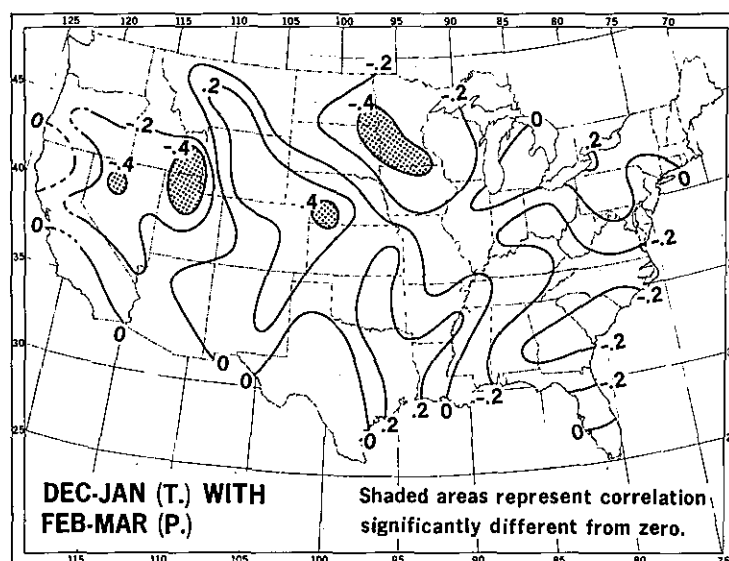 125 120 115 110 105 100 95 90 85 80 75 70 65
-.2 -.2
45 .2 0
-.4
0 -.2 .2
-.4 -.4
40 .4 0
0 -.2
35 -.2
-.2
30 0 0 0 -.2
0 .2 .2 0 -.2
25 0
DEC-JAN (T.) WITH
FEB-MAR (P.)
Shaded areas represent correlation
significantly different from zero.
115 110 105 100 95 90 85 80 75